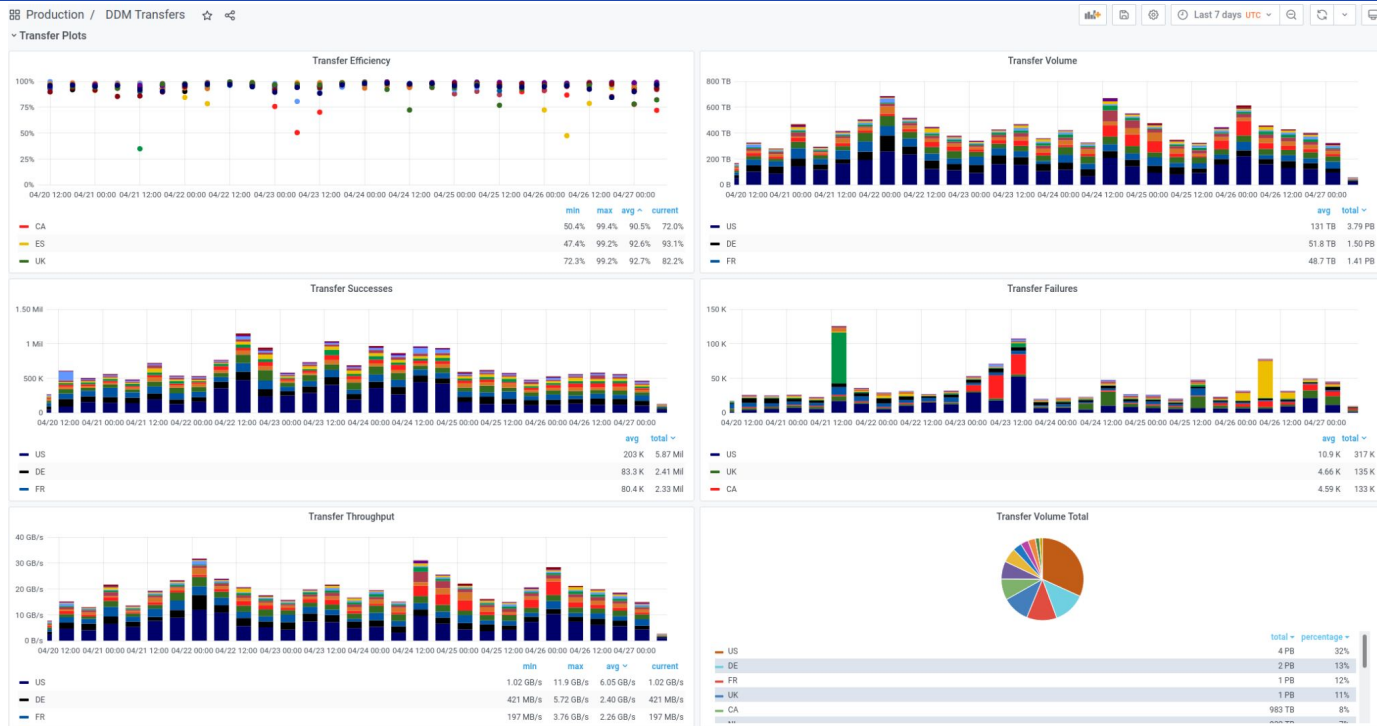 Production / DDM Transfers
Last 7 days UTC
Transfer Plots
Transfer Efficiency
100%
75%
50%
25%
0%
04/20 12:00 04/21 00:00 04/21 12:00 04/22 00:00 04/22 12:00 04/23 00:00 04/23 12:00 04/24 00:00 04/24 12:00 04/25 00:00 04/25 12:00 04/26 00:00 04/26 12:00 04/27 00:00
min max avg current
CA 50.4% 99.4% 90.5% 72.0%
ES 47.4% 99.2% 92.6% 93.1%
UK 72.3% 99.2% 92.7% 82.2%
Transfer Volume
800 TB
600 TB
400 TB
200 TB
0 B
04/20 12:00 04/21 00:00 04/21 12:00 04/22 00:00 04/22 12:00 04/23 00:00 04/23 12:00 04/24 00:00 04/24 12:00 04/25 00:00 04/25 12:00 04/26 00:00 04/26 12:00 04/27 00:00
avg total
US 131 TB 3.79 PB
DE 51.8 TB 1.50 PB
FR 48.7 TB 1.41 PB
Transfer Successes
1.50 Mil
1 Mil
500 K
0
04/20 12:00 04/21 00:00 04/21 12:00 04/22 00:00 04/22 12:00 04/23 00:00 04/23 12:00 04/24 00:00 04/24 12:00 04/25 00:00 04/25 12:00 04/26 00:00 04/26 12:00 04/27 00:00
avg total
US 203 K 5.87 Mil
DE 83.3 K 2.41 Mil
FR 80.4 K 2.33 Mil
Transfer Failures
150 K
100 K
50 K
0
04/20 12:00 04/21 00:00 04/21 12:00 04/22 00:00 04/22 12:00 04/23 00:00 04/23 12:00 04/24 00:00 04/24 12:00 04/25 00:00 04/25 12:00 04/26 00:00 04/26 12:00 04/27 00:00
avg total
US 10.9 K 317 K
UK 4.66 K 135 K
CA 4.59 K 133 K
Transfer Throughput
40 GB/s
30 GB/s
20 GB/s
10 GB/s
0 B/s
04/20 12:00 04/21 00:00 04/21 12:00 04/22 00:00 04/22 12:00 04/23 00:00 04/23 12:00 04/24 00:00 04/24 12:00 04/25 00:00 04/25 12:00 04/26 00:00 04/26 12:00 04/27 00:00
min max avg current
US 1.02 GB/s 11.9 GB/s 6.05 GB/s 1.02 GB/s
DE 421 MB/s 5.72 GB/s 2.40 GB/s 421 MB/s
FR 197 MB/s 3.76 GB/s 2.26 GB/s 197 MB/s
Transfer Volume Total
total percentage
US 4 PB 32%
DE 2 PB 13%
FR 1 PB 12%
UK 1 PB 11%
CA 983 TB 8%